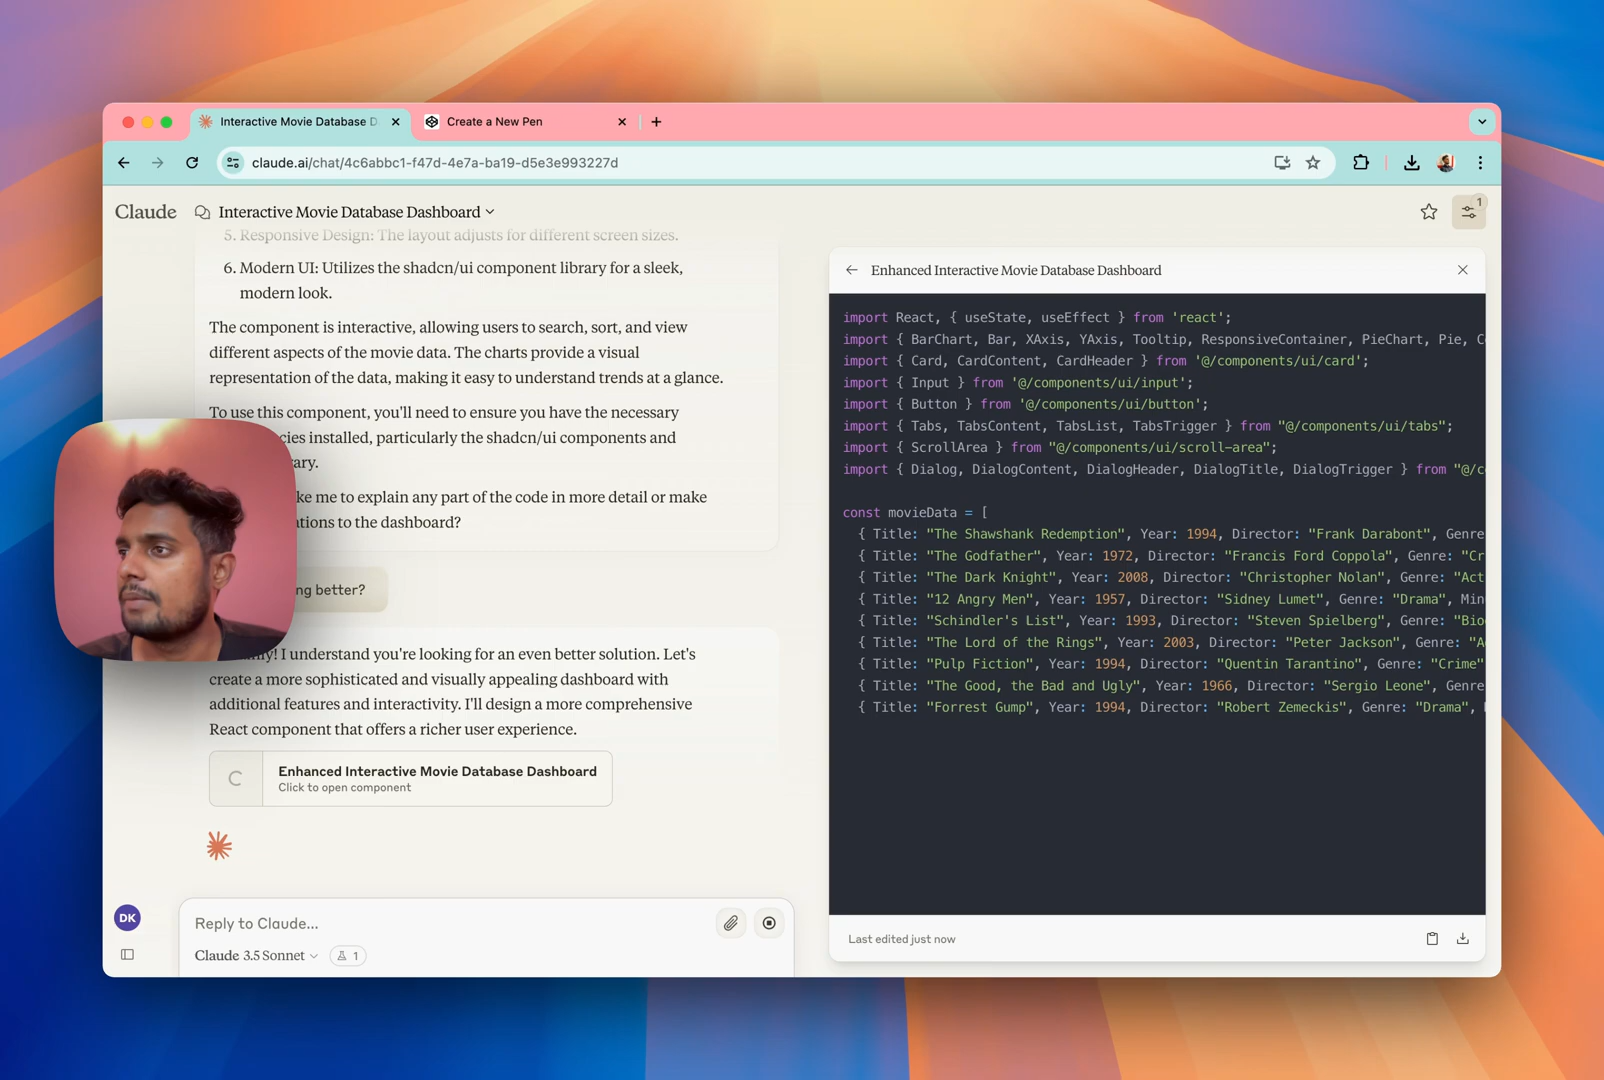 Interactive Movie Database D
Create a New Pen
claude.ai/chat/4c6abbc1-f47d-4e7a-ba19-d5e3e993227d
Claude
Interactive Movie Database Dashboard
1
5. Responsive Design: The layout adjusts for different screen sizes.
6. Modern UI: Utilizes the shadcn/ui component library for a sleek,
modern look.
The component is interactive, allowing users to search, sort, and view
different aspects of the movie data. The charts provide a visual
representation of the data, making it easy to understand trends at a glance.
To use this component, you'll need to ensure you have the necessary
cies installed, particularly the shadcn/ui components and
ary.
ke me to explain any part of the code in more detail or make
ations to the dashboard?
ng better?
I understand you're looking for an even better solution. Let's
create a more sophisticated and visually appealing dashboard with
additional features and interactivity. I'll design a more comprehensive
React component that offers a richer user experience.
Enhanced Interactive Movie Database Dashboard
Click to open component
DK
Reply to Claude...
Claude 3.5 Sonnet
1
Enhanced Interactive Movie Database Dashboard
import React, { useState, useEffect } from 'react';
import { BarChart, Bar, XAxis, YAxis, Tooltip, ResponsiveContainer, PieChart, Pie, C
import { Card, CardContent, CardHeader } from '@/components/ui/card';
import { Input } from '@/components/ui/input';
import { Button } from '@/components/ui/button';
import { Tabs, TabsContent, TabsList, TabsTrigger } from "@/components/ui/tabs";
import { ScrollArea } from "@/components/ui/scroll-area";
import { Dialog, DialogContent, DialogHeader, DialogTitle, DialogTrigger } from "@/c
const movieData = [
{ Title: "The Shawshank Redemption", Year: 1994, Director: "Frank Darabont", Genre
{ Title: "The Godfather", Year: 1972, Director: "Francis Ford Coppola", Genre: "Cr
{ Title: "The Dark Knight", Year: 2008, Director: "Christopher Nolan", Genre: "Act
{ Title: "12 Angry Men", Year: 1957, Director: "Sidney Lumet", Genre: "Drama", Min
{ Title: "Schindler's List", Year: 1993, Director: "Steven Spielberg", Genre: "Bio
{ Title: "The Lord of the Rings", Year: 2003, Director: "Peter Jackson", Genre: "A
{ Title: "Pulp Fiction", Year: 1994, Director: "Quentin Tarantino", Genre: "Crime"
{ Title: "The Good, the Bad and Ugly", Year: 1966, Director: "Sergio Leone", Genre
{ Title: "Forrest Gump", Year: 1994, Director: "Robert Zemeckis", Genre: "Drama",
Last edited just now